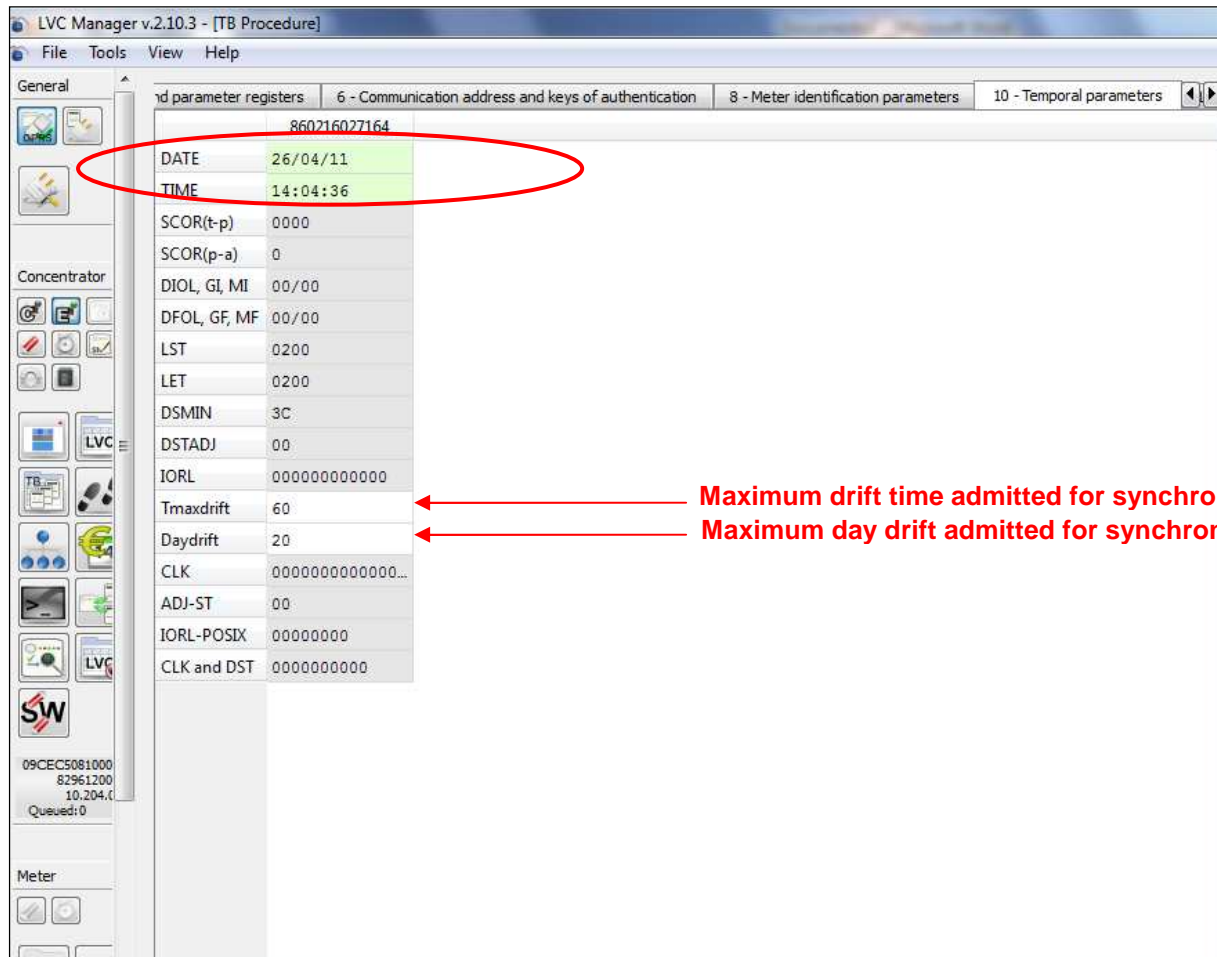 LVC Manager v.2.10.3 - [TB Procedure]
File Tools View Help
General
nd parameter registers 6 - Communication address and keys of authentication 8 - Meter identification parameters 10 - Temporal parameters
860216027164
DATE 26/04/11
TIME 14:04:36
SCOR(t-p) 0000
SCOR(p-a) 0
Concentrator
DIOL, GI, MI 00/00
DFOL, GF, MF 00/00
LST 0200
LET 0200
DSMIN 3C
DSTADJ 00
LVC
IORL 000000000000
TB
Tmaxdrift 60 Maximum drift time admitted for synchro
Daydrift 20 Maximum day drift admitted for synchror
CLK 0000000000000...
ADJ-ST 00
IORL-POSIX 00000000
CLK and DST 0000000000
LVC
SW
09CEC5081000
82961200
10.204.0
Queued:0
Meter